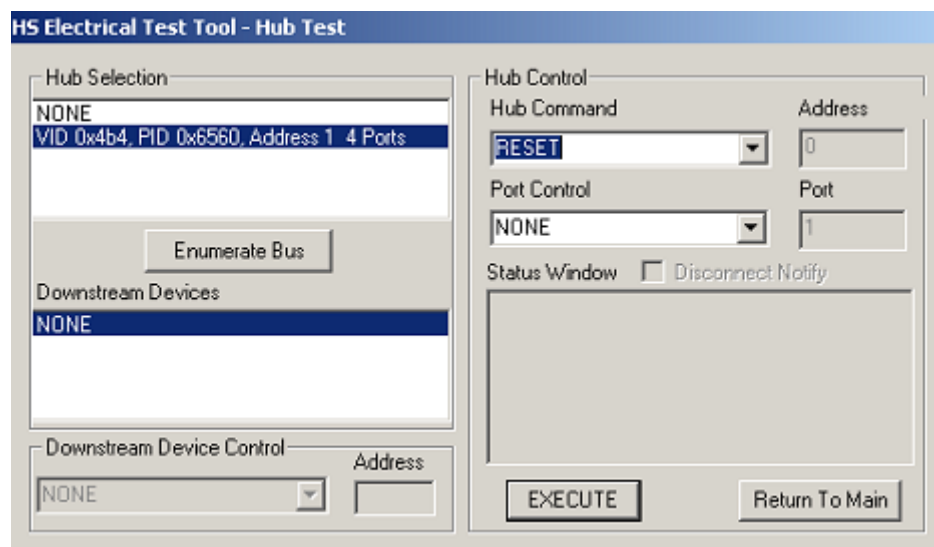 HS Electrical Test Tool - Hub Test
Hub Selection
NONE
VID 0x4b4, PID 0x6560, Address 1 4 Ports
Enumerate Bus
Downstream Devices
NONE
Downstream Device Control
Address
NONE
Hub Control
Hub Command
Address
RESET
0
Port Control
Port
NONE
1
Status Window
Disconnect Notify
EXECUTE
Return To Main